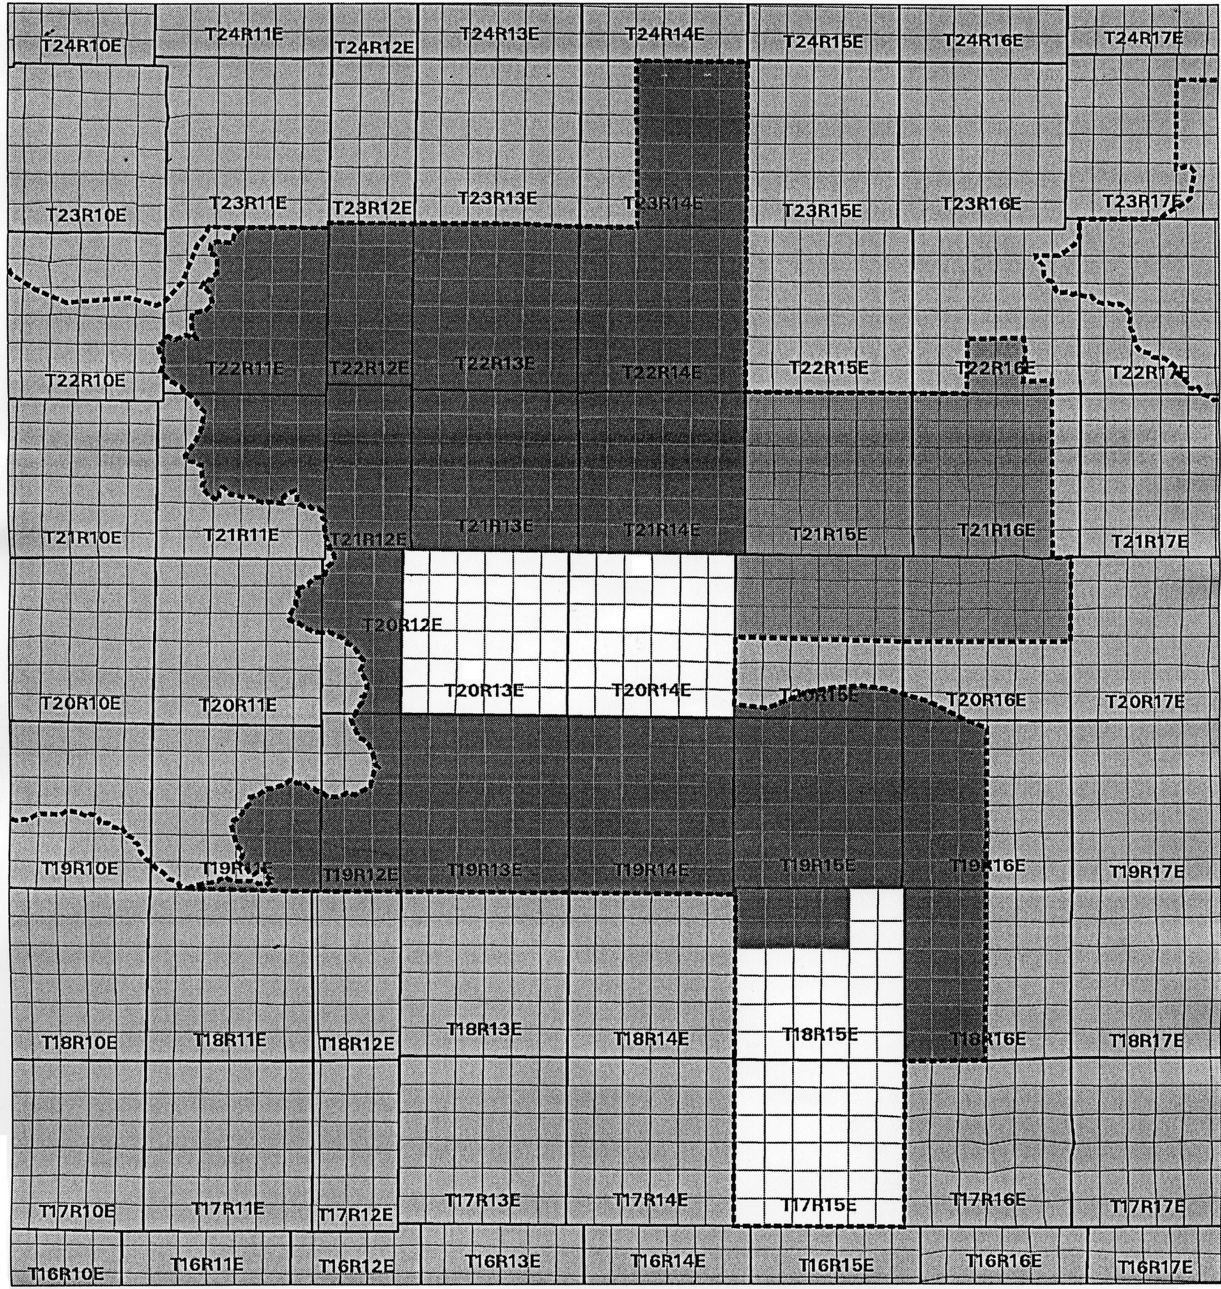 T24R10E T24R11E T24R12E T24R13E T24R14E T24R15E T24R16E T24R17E
T23R10E T23R11E T23R12E T23R13E T23R14E T23R15E T23R16E T23R17E
T22R10E T22R11E T22R12E T22R13E T22R14E T22R15E T22R16E T22R17E
T21R10E T21R11E T21R12E T21R13E T21R14E T21R15E T21R16E T21R17E
T20R12E
T20R10E T20R11E T20R13E T20R14E T20R15E T20R16E T20R17E
T19R10E T19R11E T19R12E T19R13E T19R14E T19R15E T19R16E T19R17E
T18R10E T18R11E T18R12E T18R13E T18R14E T18R15E T18R16E T18R17E
T17R10E T17R11E T17R12E T17R13E T17R14E T17R15E T17R16E T17R17E
T16R10E T16R11E T16R12E T16R13E T16R14E T16R15E T16R16E T16R17E